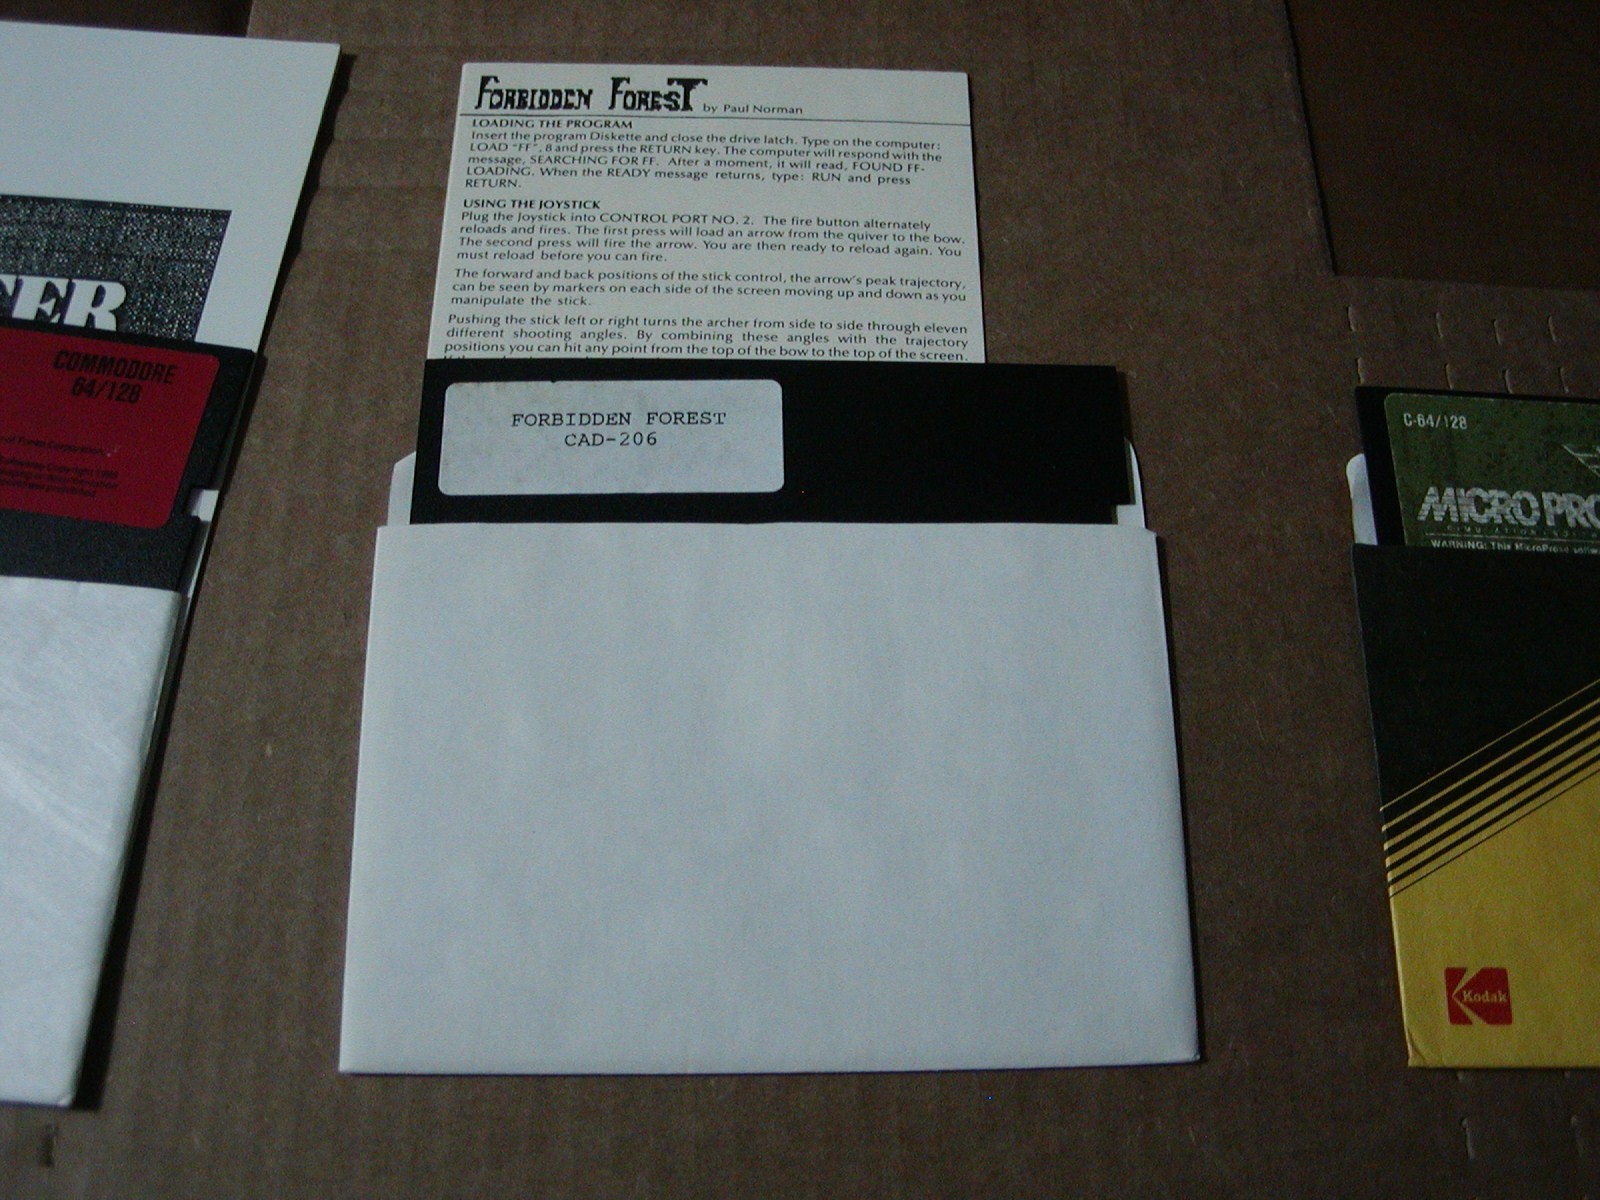 FORBIDDEN FOREST by Paul Norman
LOADING THE PROGRAM
Insert the program Diskette and close the drive latch. Type on the computer:
LOAD "FF", 8 and press the RETURN key. The computer will respond with the
message, SEARCHING FOR FF. After a moment, it will read, FOUND FF-
LOADING. When the READY message returns, type: RUN and press
RETURN.
USING THE JOYSTICK
Plug the Joystick into CONTROL PORT NO. 2. The fire button alternately
reloads and fires. The first press will load an arrow from the quiver to the bow.
The second press will fire the arrow. You are then ready to reload again. You
must reload before you can fire.
The forward and back positions of the stick control, the arrow's peak trajectory,
can be seen by markers on each side of the screen moving up and down as you
manipulate the stick.
Pushing the stick left or right turns the archer from side to side through eleven
different shooting angles. By combining these angles with the trajectory
positions you can hit any point from the top of the bow to the top of the screen.
FORBIDDEN FOREST
CAD-206
FER
COMMODORE
64/128
Corporation
Copyright
prohibited
C-64/128
MICRO PRO
WARNING: This MicroProse softw
Kodak